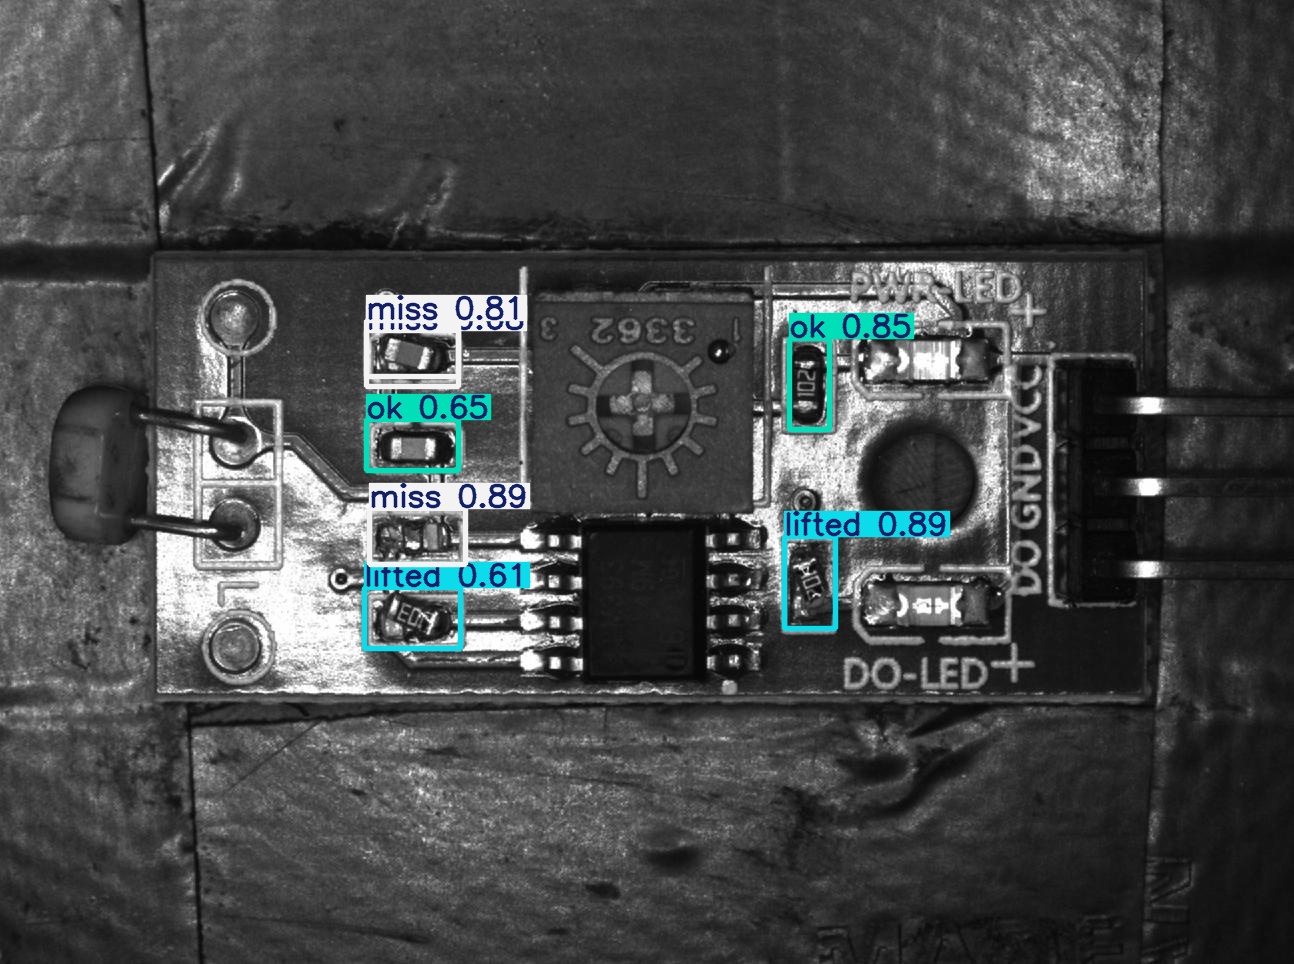 miss 0.81
ok 0.65
miss 0.89
lifted 0.61
ok 0.85
lifted 0.89
3362
3
1
PWR-LED
+
102
VCC
GND
DO
DO-LED
+